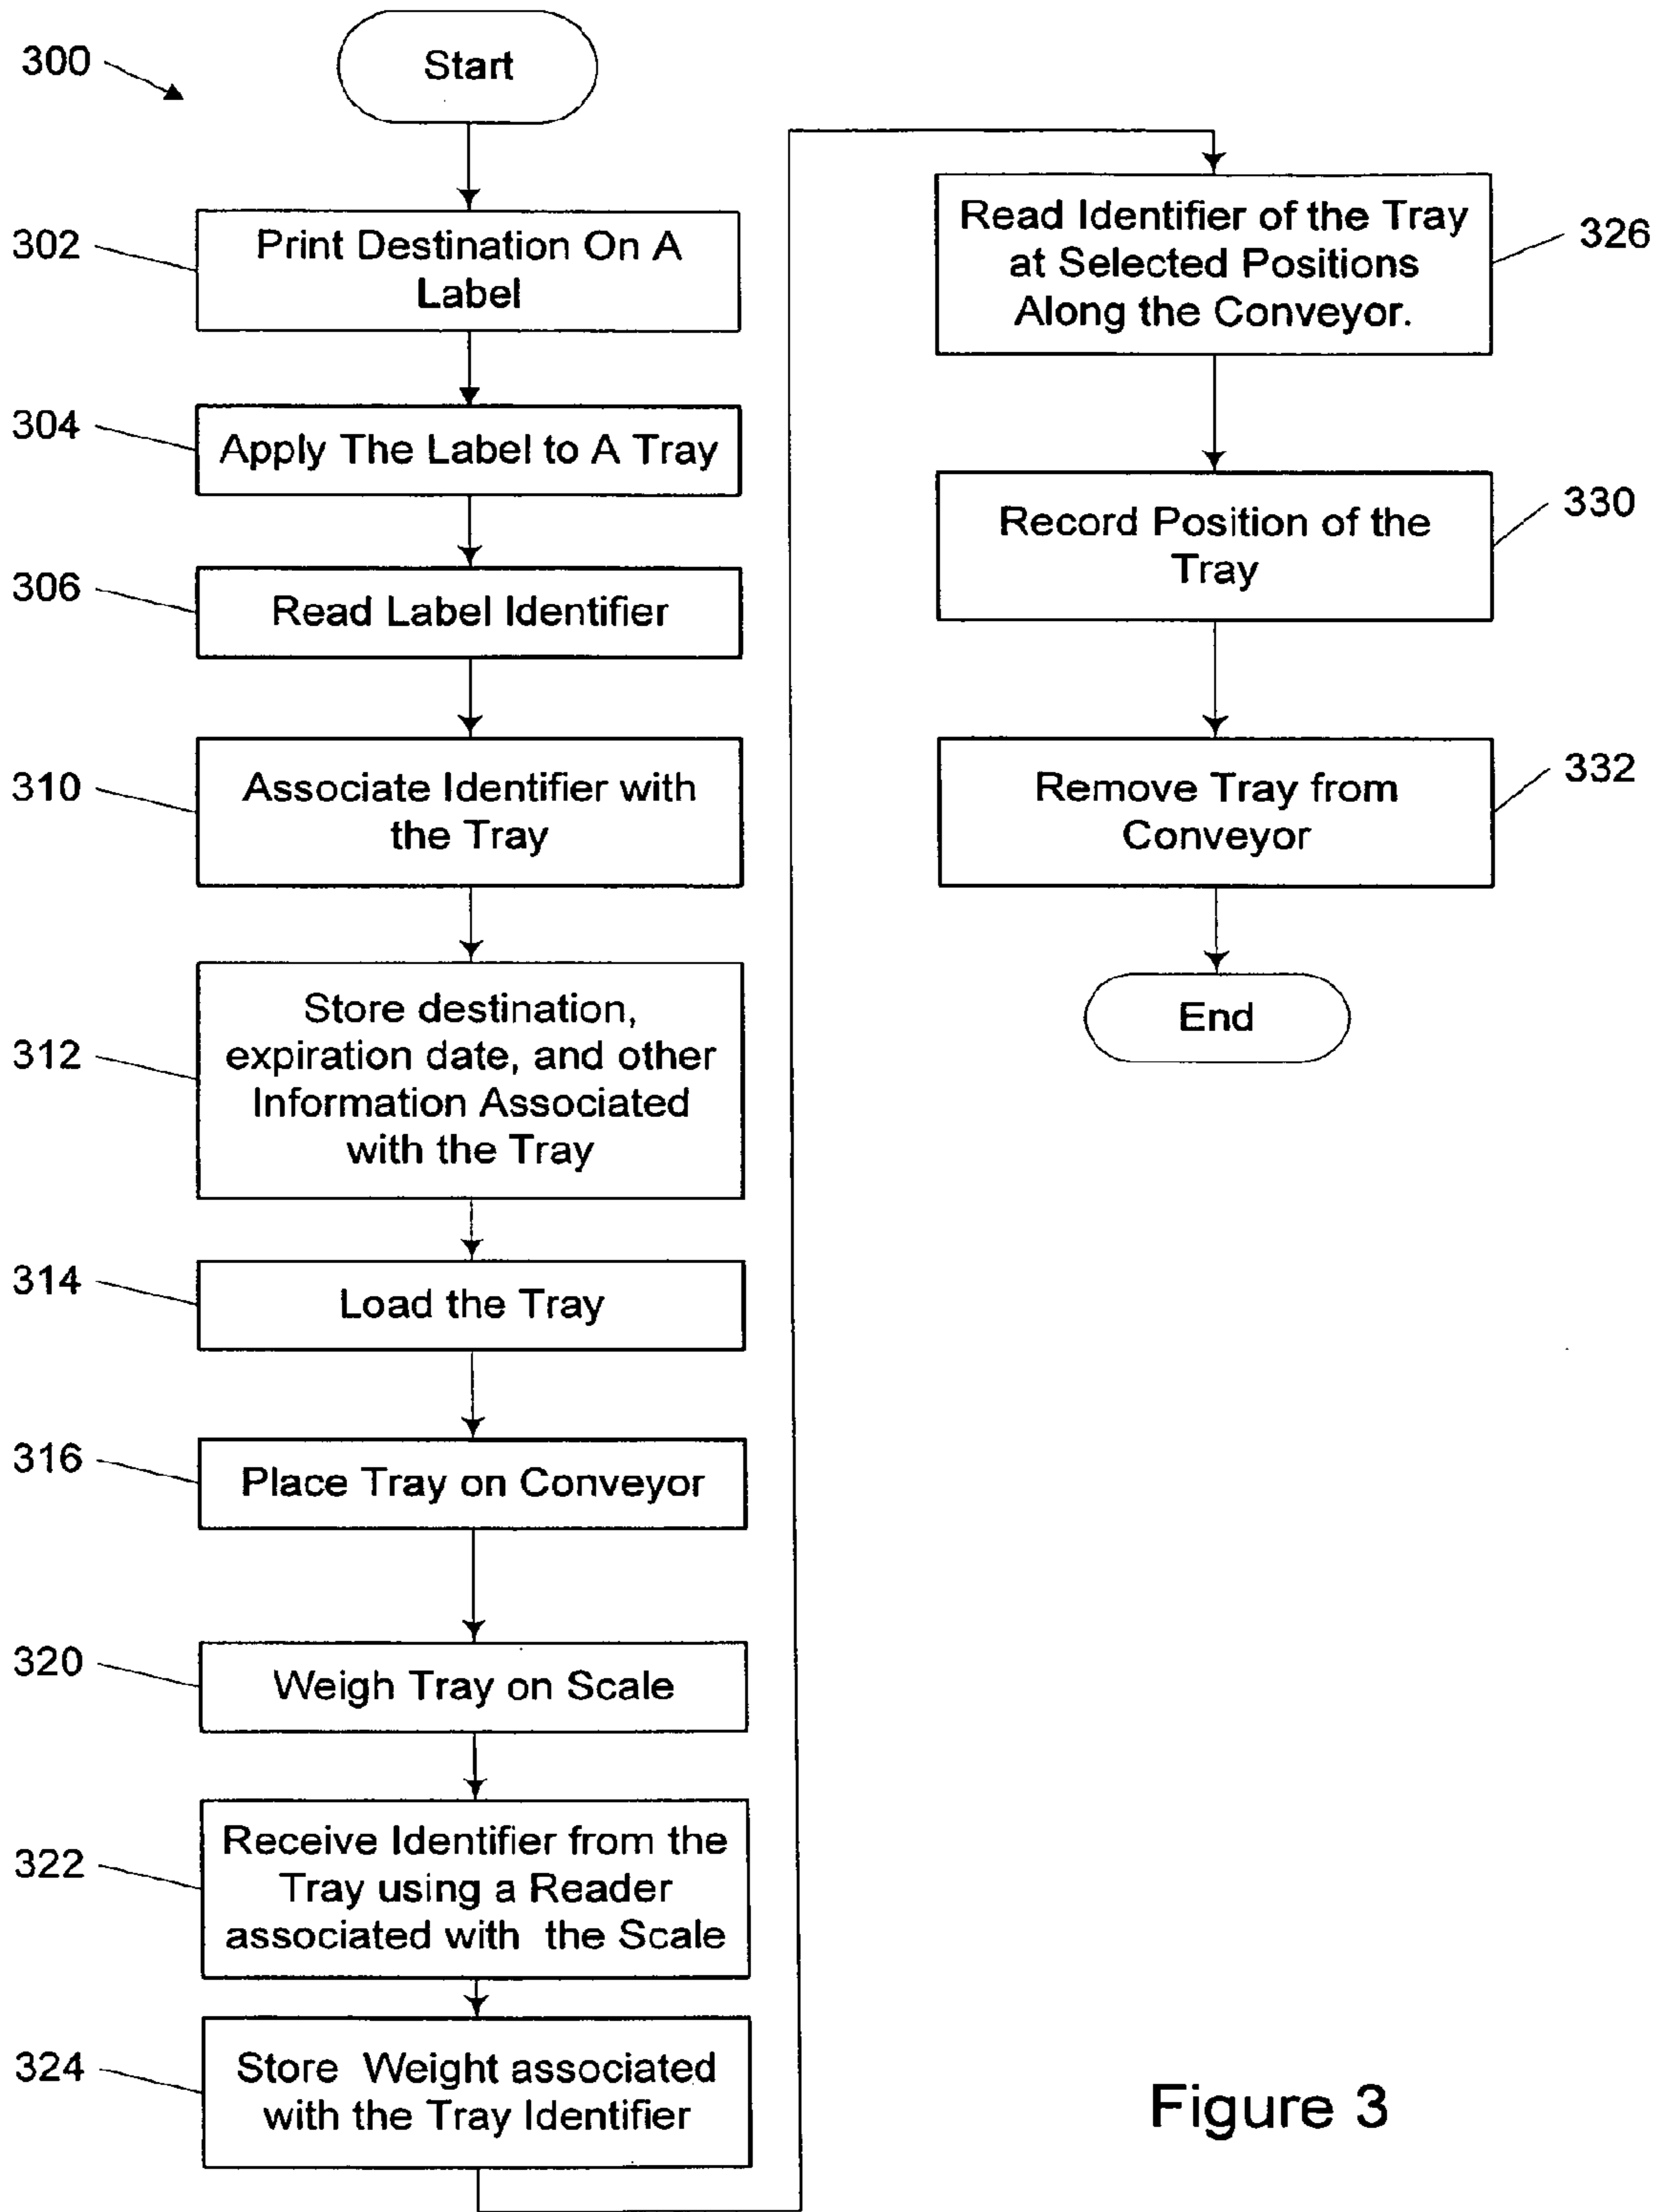 300
Start
302
Print Destination On A
Label
304
Apply The Label to A Tray
306
Read Label Identifier
310
Associate Identifier with
the Tray
312
Store destination,
expiration date, and other
Information Associated
with the Tray
314
Load the Tray
316
Place Tray on Conveyor
320
Weigh Tray on Scale
322
Receive Identifier from the
Tray using a Reader
associated with the Scale
324
Store Weight associated
with the Tray Identifier
Read Identifier of the Tray
at Selected Positions
Along the Conveyor.
326
Record Position of the
Tray
330
Remove Tray from
Conveyor
332
End
Figure 3